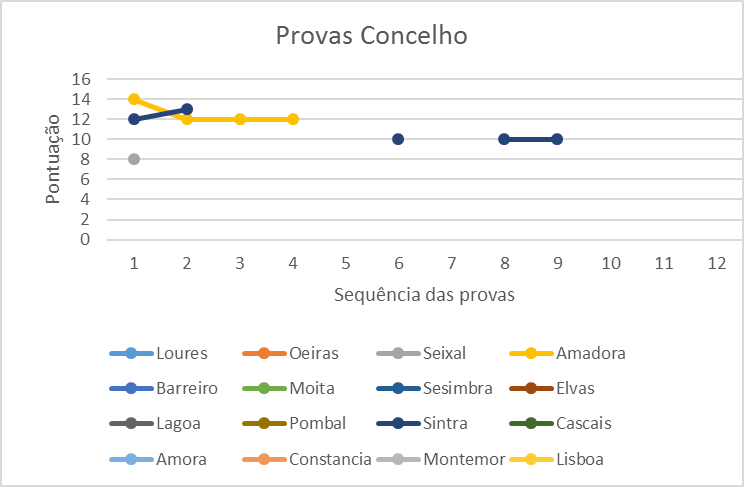 Provas Concelho
16
14
12
10
8
6
4
2
0
Pontuação
1 2 3 4 5 6 7 8 9 10 11 12
Sequência das provas
Loures Oeiras Seixal Amadora
Barreiro Moita Sesimbra Elvas
Lagoa Pombal Sintra Cascais
Amora Constancia Montemor Lisboa